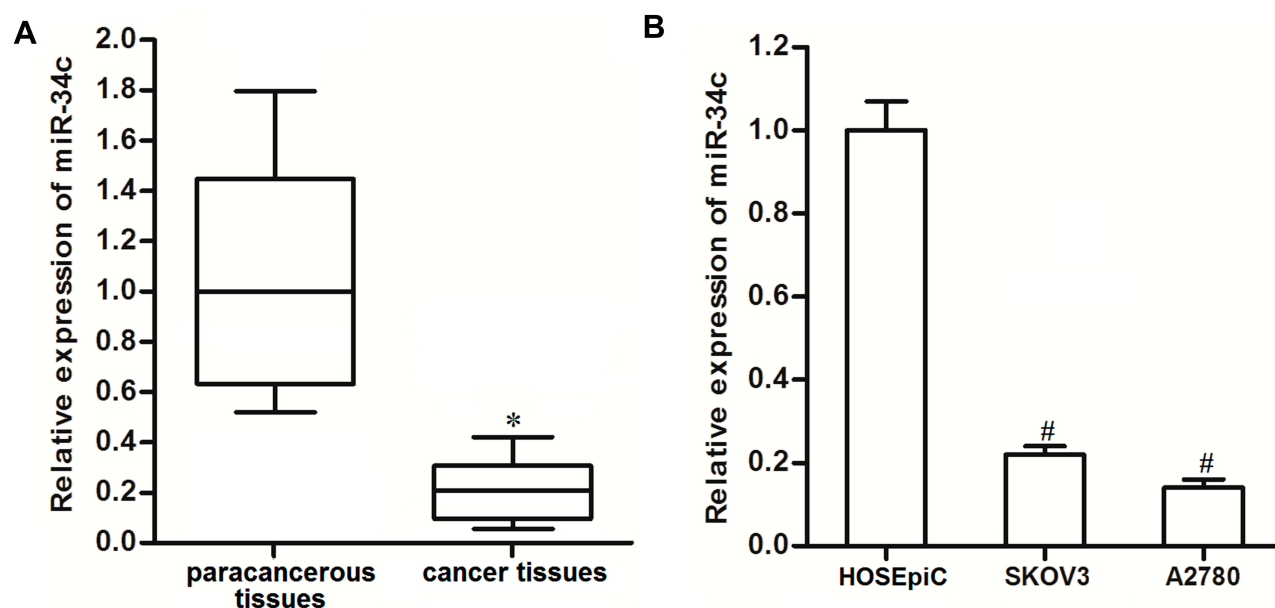 A
Relative expression of miR-34c
2.0
1.8
1.6
1.4
1.2
1.0
0.8
0.6
0.4
0.2
0.0
*
paracancerous
tissues
cancer tissues
B
Relative expression of miR-34c
1.2
1.0
0.8
0.6
0.4
0.2
0.0
#
#
HOSEpiC
SKOV3
A2780